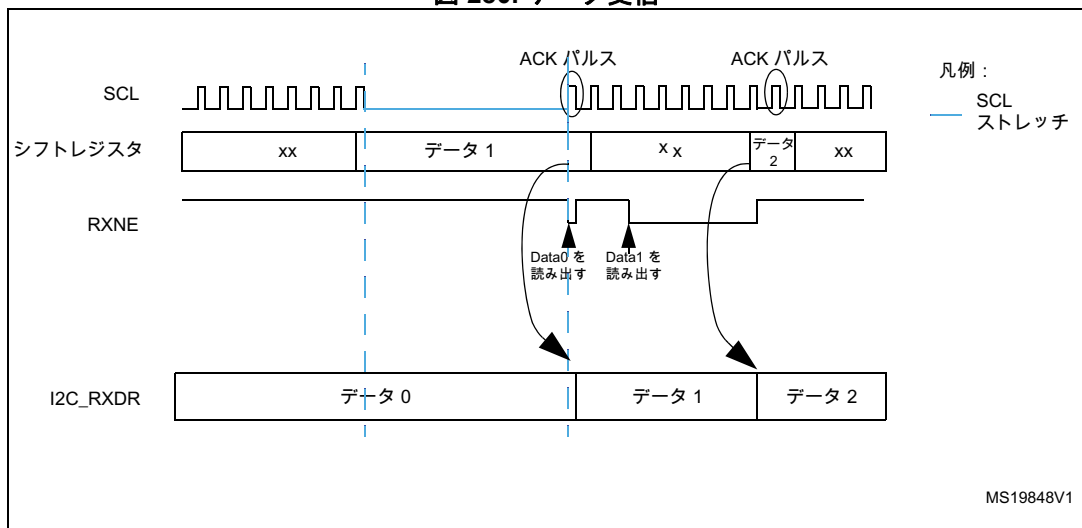 ACK パルス
ACK パルス
凡例 :
SCL
SCL
ストレッチ
シフトレジスタ
xx
データ 1
x x
データ
2
xx
RXNE
Data0 を
読み出す
Data1 を
読み出す
I2C_RXDR
データ 0
データ 1
データ 2
MS19848V1